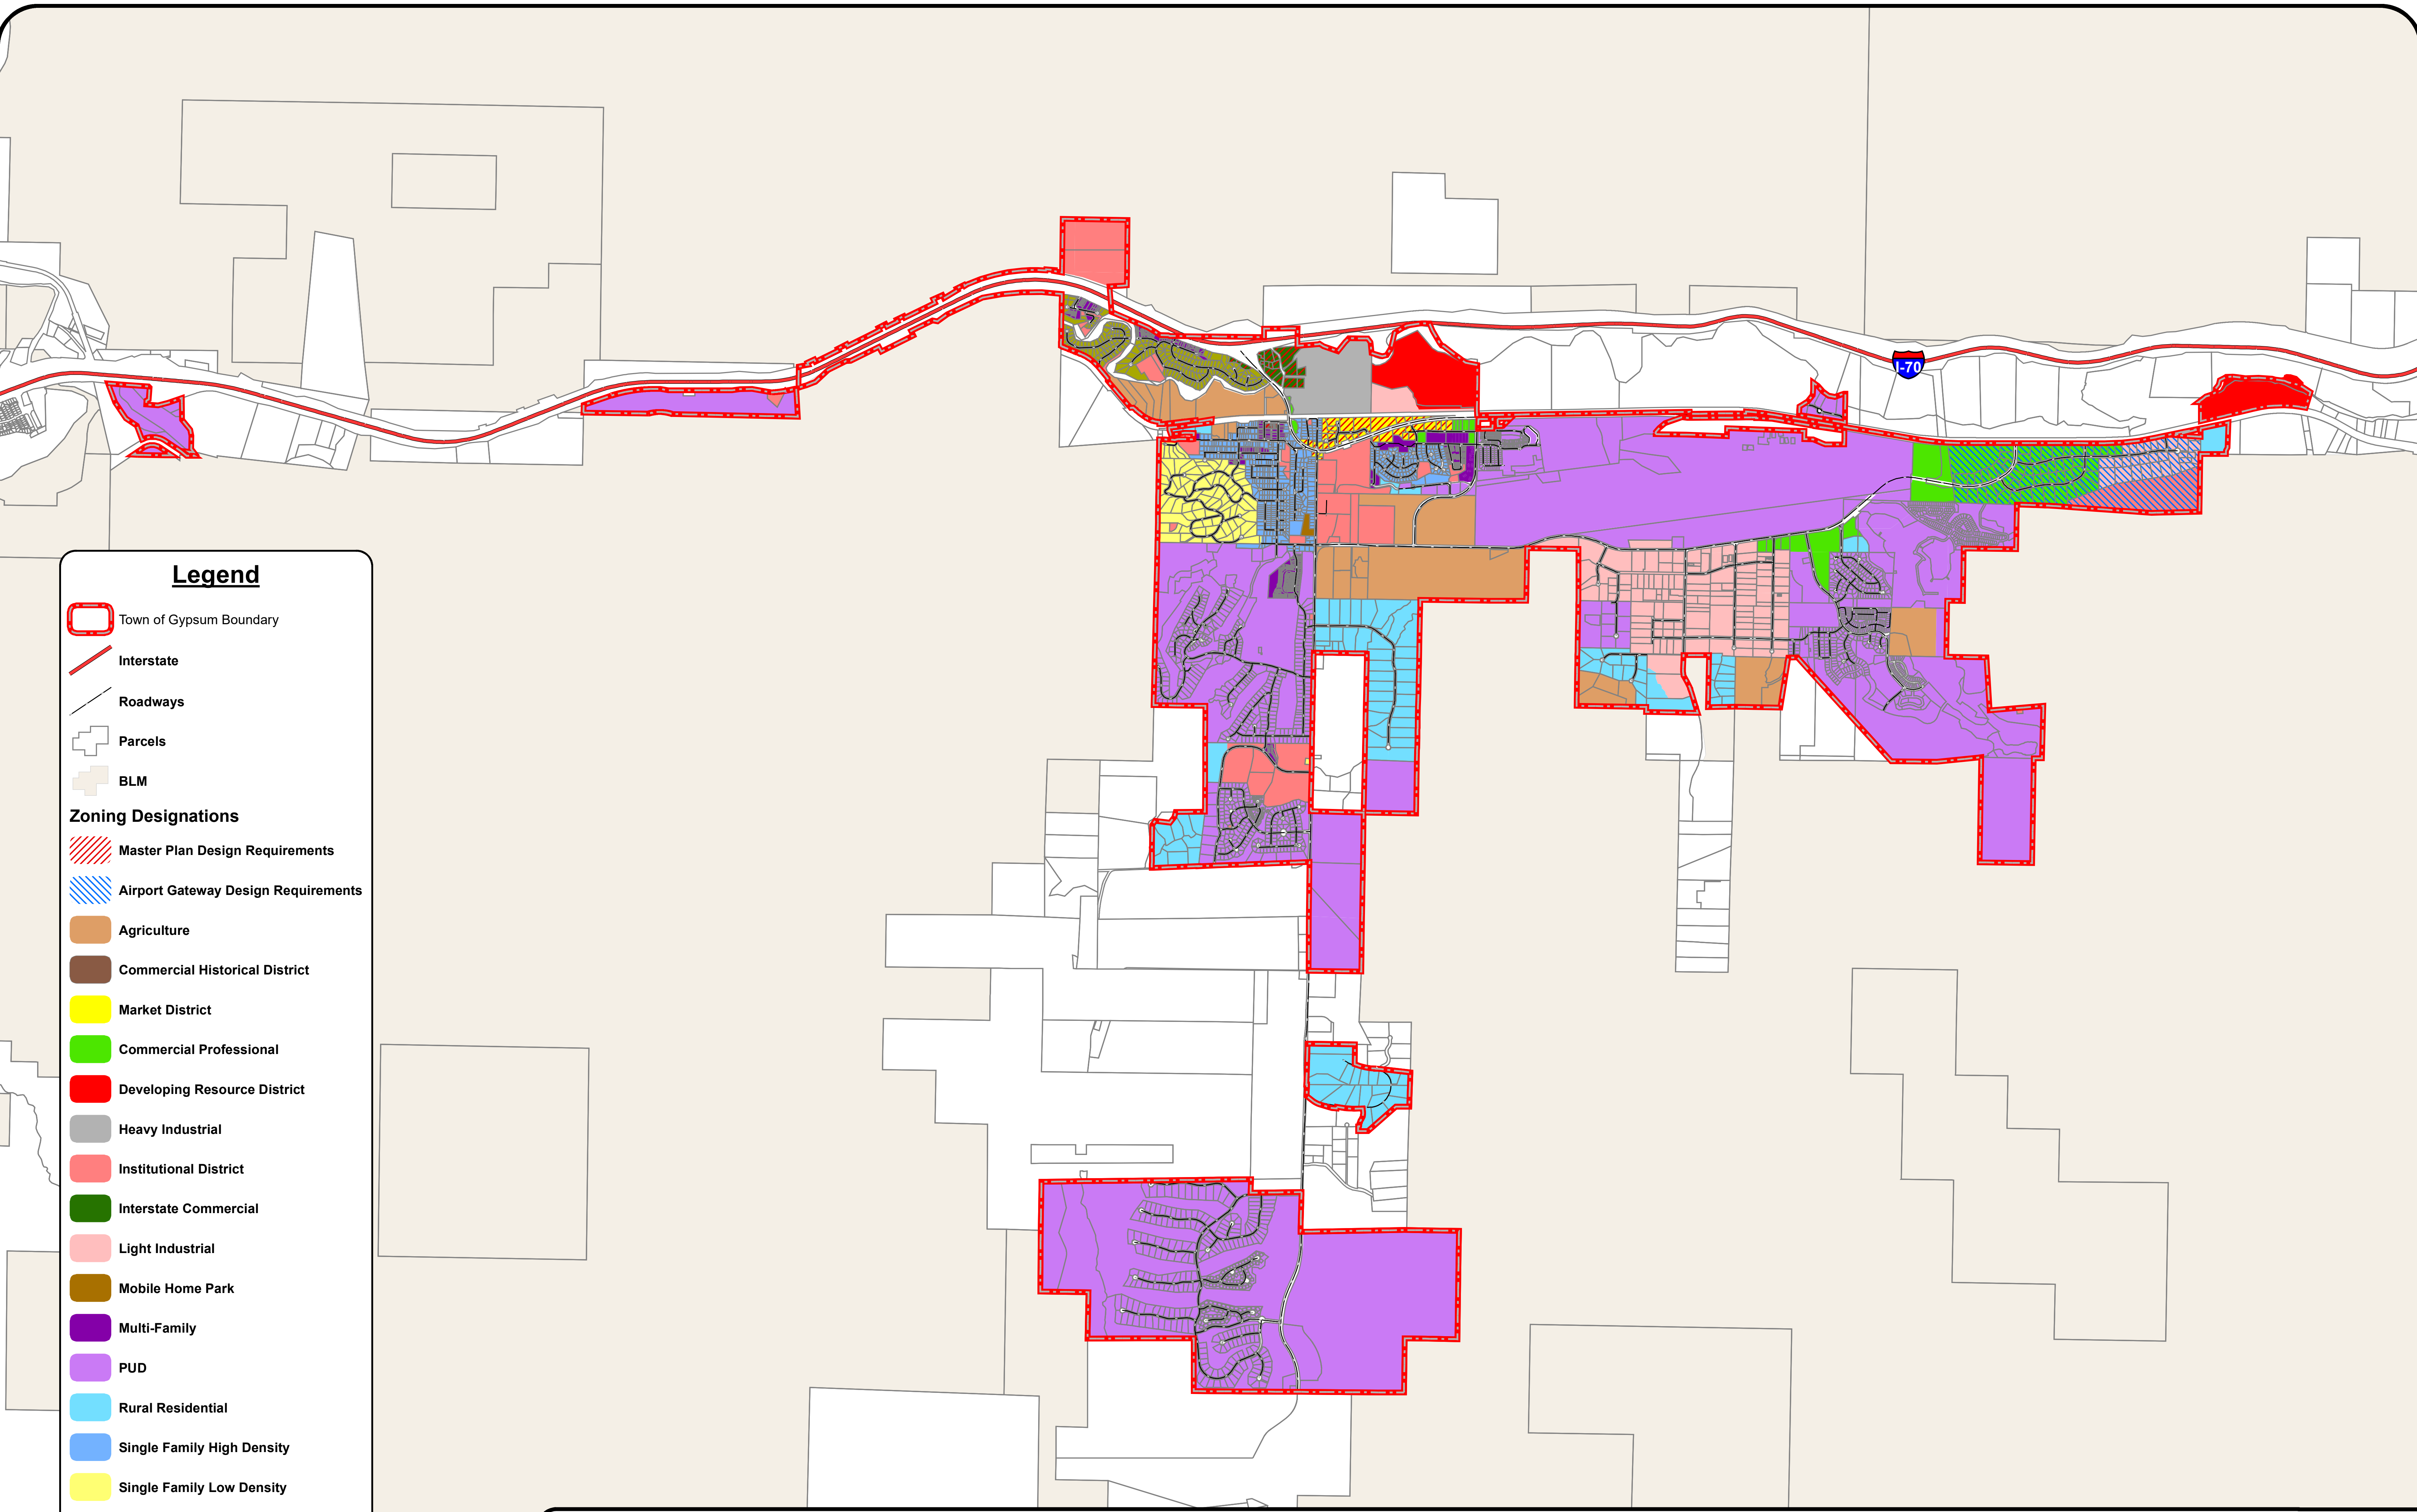 I-70
Legend
Town of Gypsum Boundary
Interstate
Roadways
Parcels
BLM
Zoning Designations
Master Plan Design Requirements
Airport Gateway Design Requirements
Agriculture
Commercial Historical District
Market District
Commercial Professional
Developing Resource District
Heavy Industrial
Institutional District
Interstate Commercial
Light Industrial
Mobile Home Park
Multi-Family
PUD
Rural Residential
Single Family High Density
Single Family Low Density